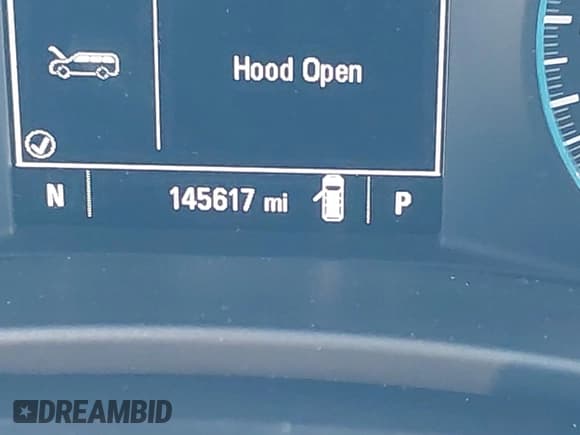 Hood Open
N 145617 mi P
DREAMBID